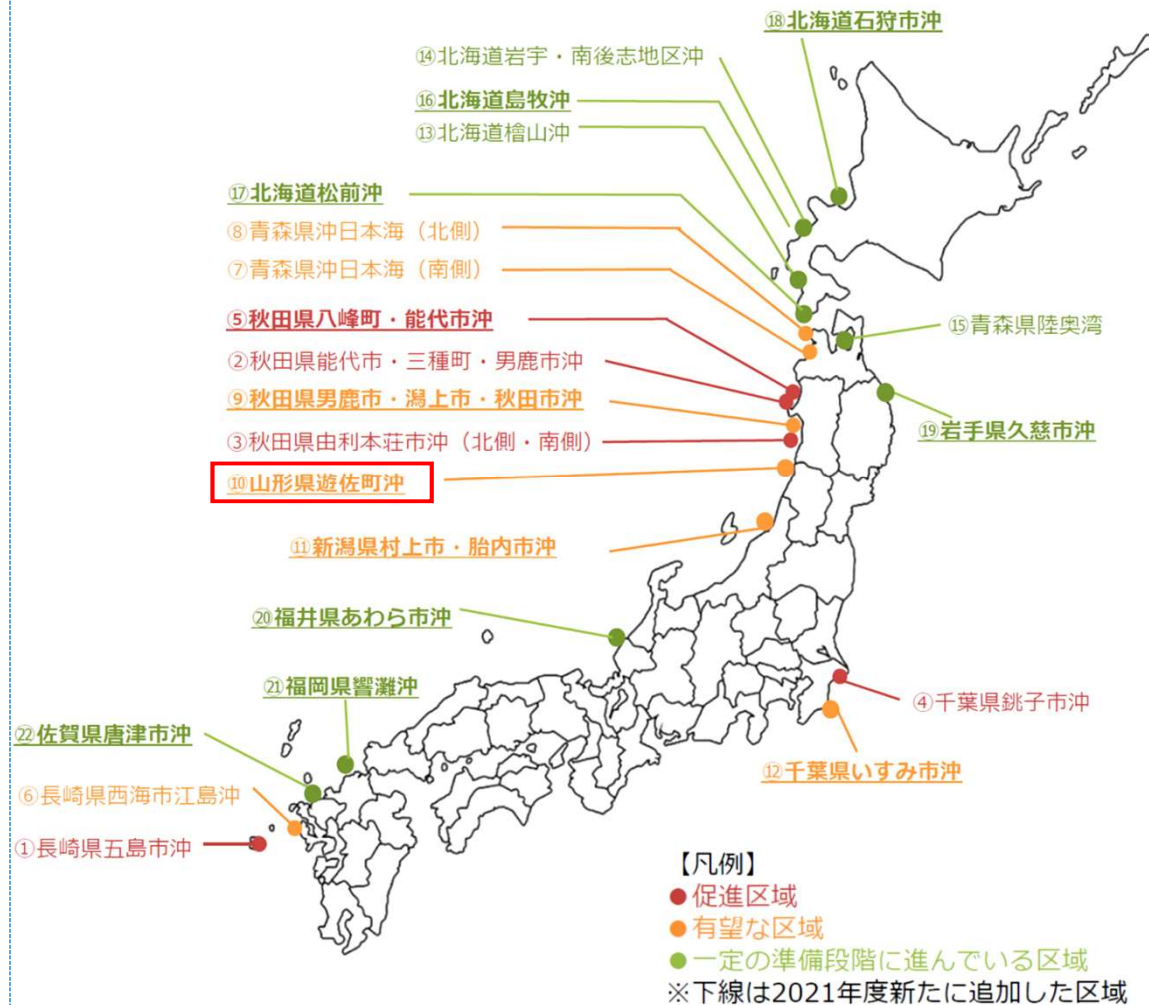 ⑱北海道石狩市沖
⑭北海道岩宇・南後志地区沖
⑯北海道島牧沖
⑬北海道檜山沖
⑰北海道松前沖
⑧青森県沖日本海（北側）
⑦青森県沖日本海（南側）
⑤秋田県八峰町・能代市沖
⑮青森県陸奥湾
②秋田県能代市・三種町・男鹿市沖
⑨秋田県男鹿市・潟上市・秋田市沖
⑲岩手県久慈市沖
③秋田県由利本荘市沖（北側・南側）
⑩山形県遊佐町沖
⑪新潟県村上市・胎内市沖
⑳福井県あわら市沖
㉑福岡県響灘沖
④千葉県銚子市沖
㉒佐賀県唐津市沖
⑫千葉県いすみ市沖
⑥長崎県西海市江島沖
①長崎県五島市沖
【凡例】
●促進区域
●有望な区域
●一定の準備段階に進んでいる区域
※下線は2021年度新たに追加した区域